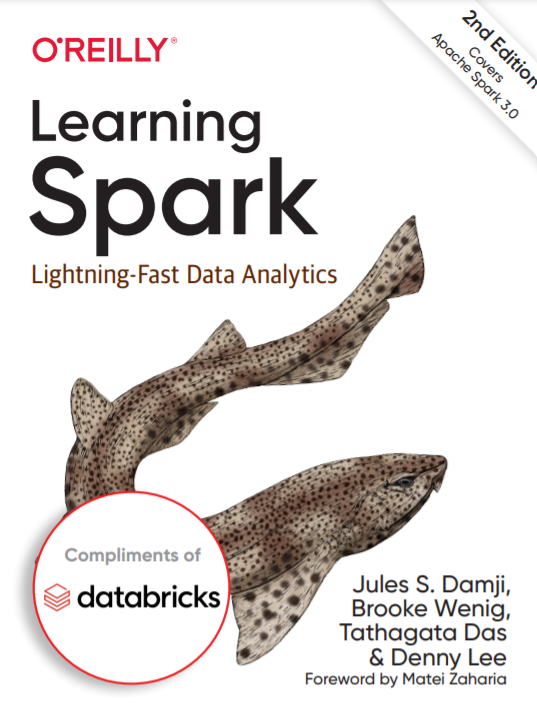 O'REILLY®
2nd Edition
Covers
Apache Spark 3.0
Learning
Spark
Lightning-Fast Data Analytics
Compliments of
databricks
Jules S. Damji,
Brooke Wenig,
Tathagata Das
& Denny Lee
Foreword by Matei Zaharia